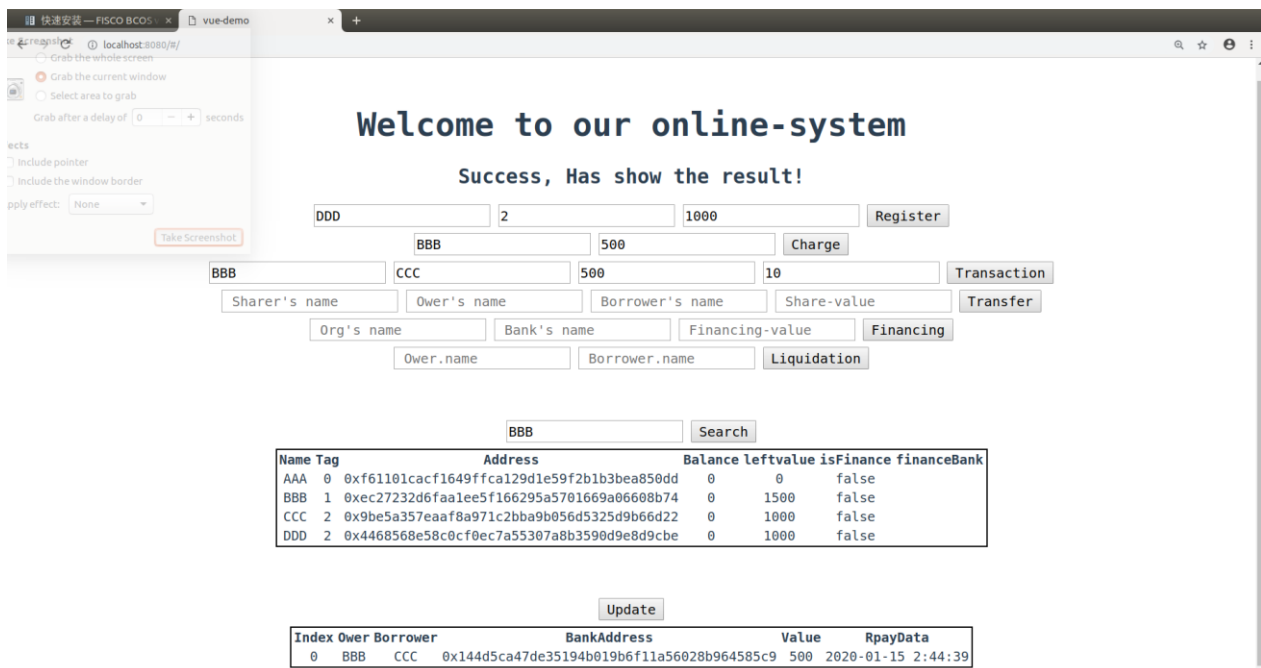 快速安装 — FISCO BCOS v × vue-demo × +
localhost:8080/#/
ke Screenshot
Grab the whole screen
Grab the current window
Select area to grab
Grab after a delay of 0 − + seconds
ects
Include pointer
Include the window border
pply effect: None
Take Screenshot
Welcome to our online-system
Success, Has show the result!
DDD 2 1000 Register
BBB 500 Charge
BBB CCC 500 10 Transaction
Sharer's name Ower's name Borrower's name Share-value Transfer
Org's name Bank's name Financing-value Financing
Ower.name Borrower.name Liquidation
BBB Search
Name Tag Address Balance leftvalue isFinance financeBank
AAA 0 0xf61101cacf1649ffca129d1e59f2b1b3bea850dd 0 0 false
BBB 1 0xec27232d6faa1ee5f166295a5701669a06608b74 0 1500 false
CCC 2 0x9be5a357eaaf8a971c2bba9b056d5325d9b66d22 0 1000 false
DDD 2 0x4468568e58c0cf0ec7a55307a8b3590d9e8d9cbe 0 1000 false
Update
Index Ower Borrower BankAddress Value RpayData
0 BBB CCC 0x144d5ca47de35194b019b6f11a56028b964585c9 500 2020-01-15 2:44:39